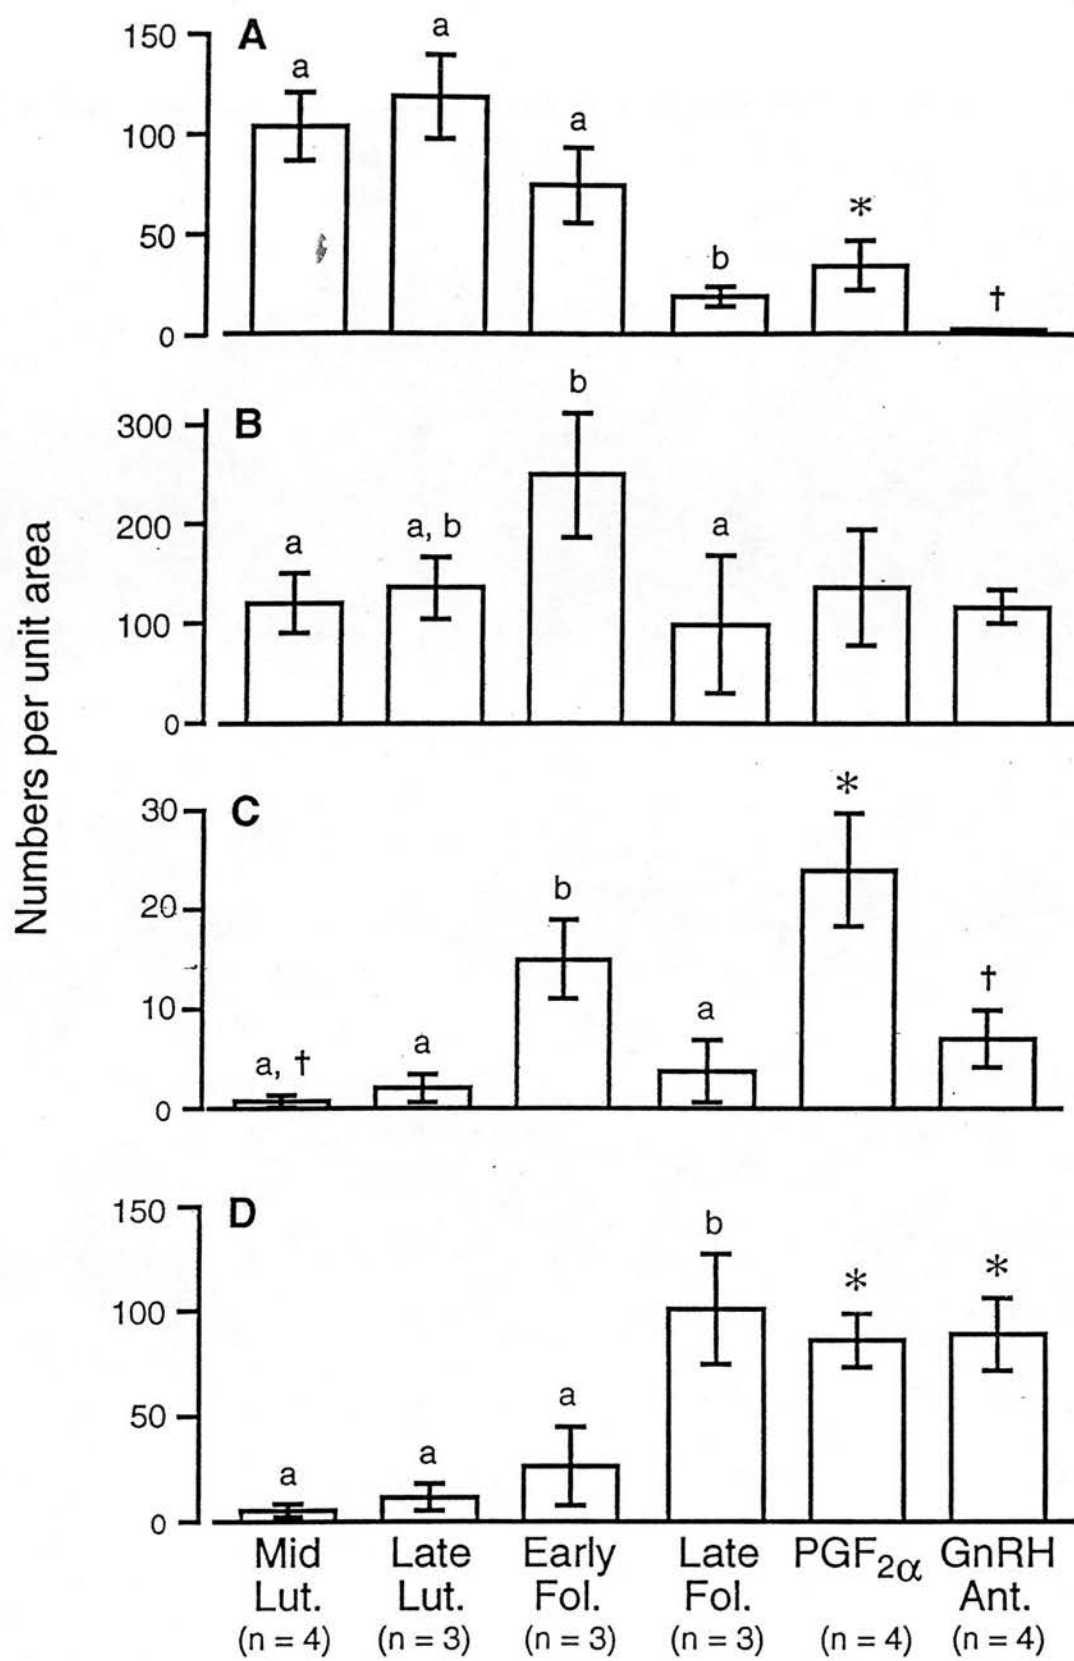 Numbers per unit area
A
150
100
50
0
a
a
a
b
*
†
B
300
200
100
0
a
a, b
b
a
C
30
20
10
0
a, †
a
b
a
*
†
D
150
100
50
0
a
a
a
b
*
*
Mid Late Early Late PGF2α GnRH
Lut. Lut. Fol. Fol. Ant.
(n = 4) (n = 3) (n = 3) (n = 3) (n = 4) (n = 4)